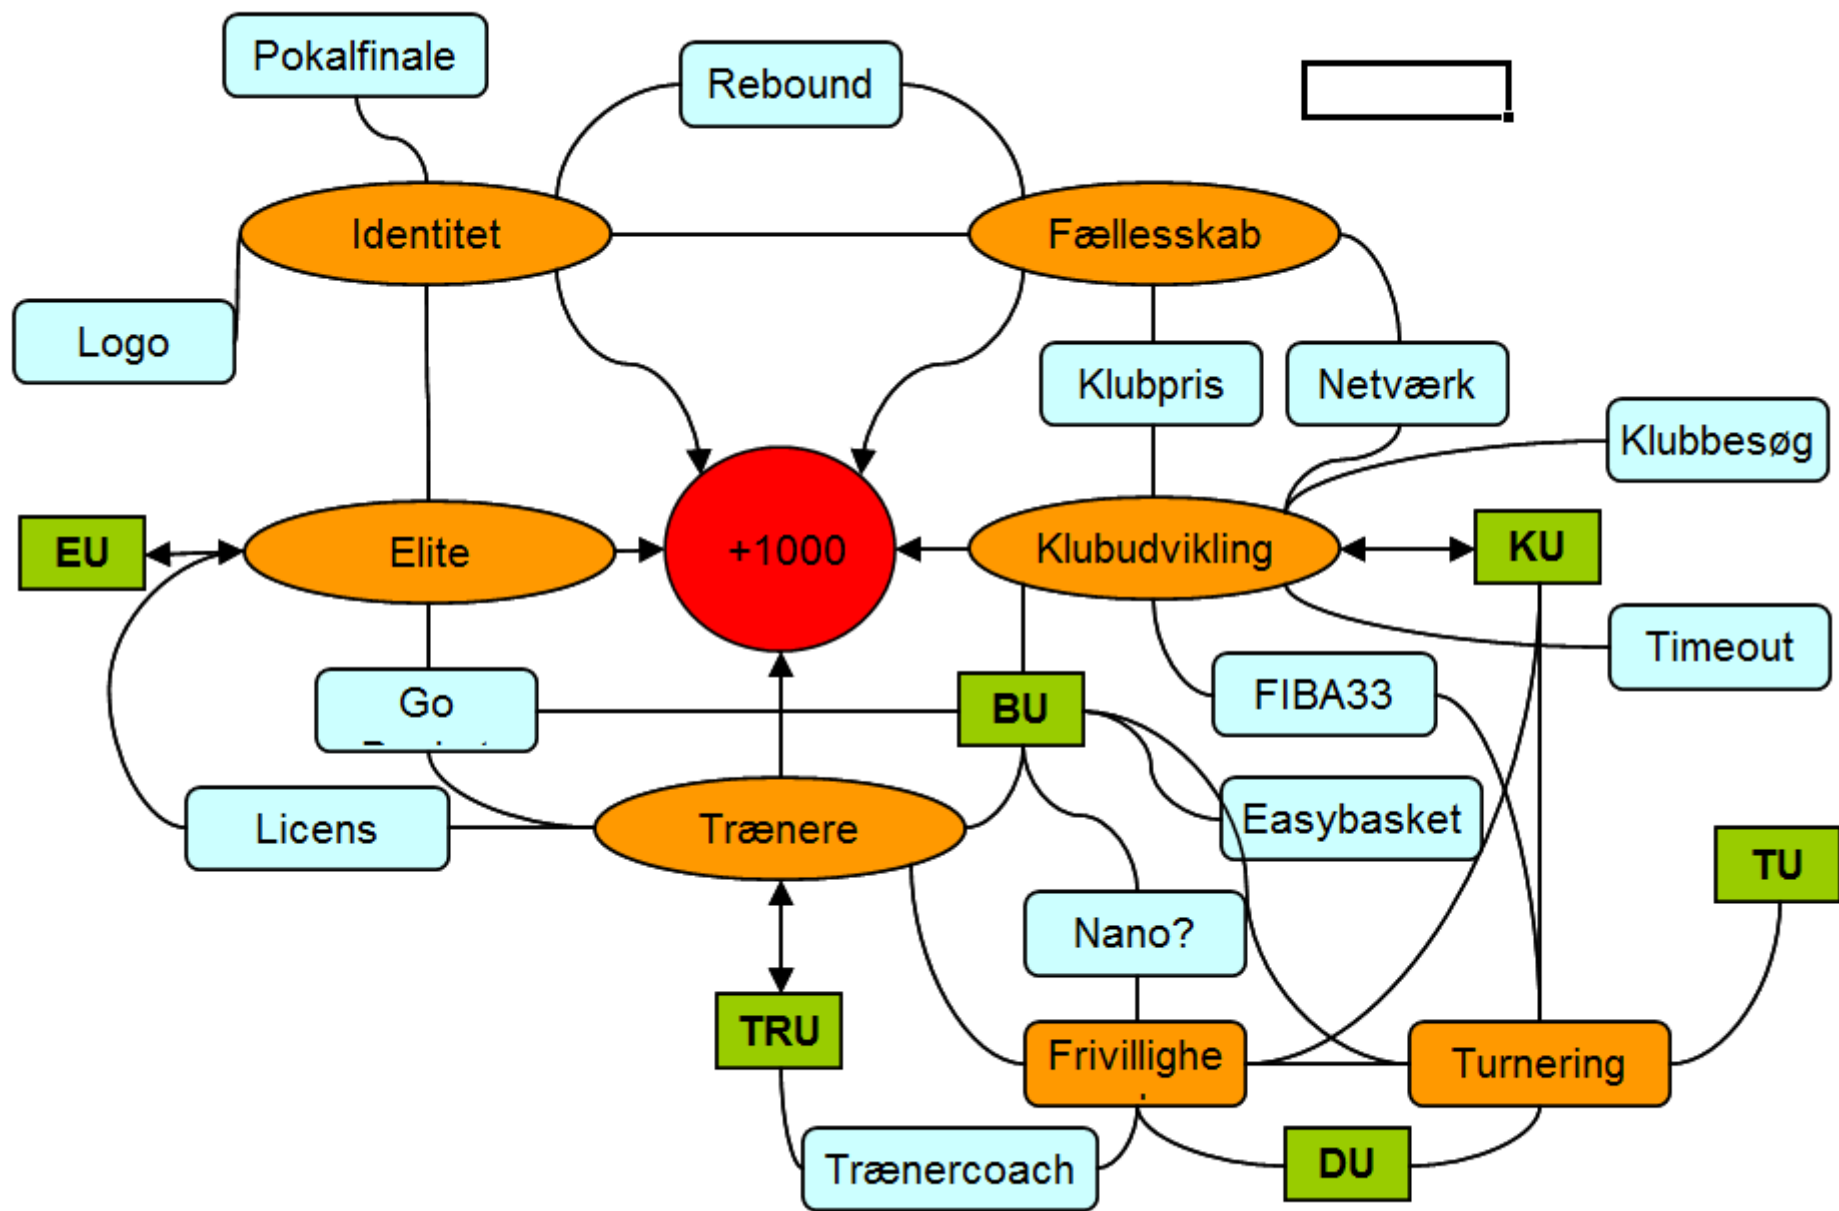 Pokalfinale
Rebound
Identitet
Fællesskab
Logo
Klubpris
Netværk
Klubbesøg
EU
Elite
+1000
Klubudvikling
KU
Timeout
Go
BU
FIBA33
Licens
Trænere
Easybasket
TU
Nano?
TRU
Frivillighe
Turnering
Trænercoach
DU